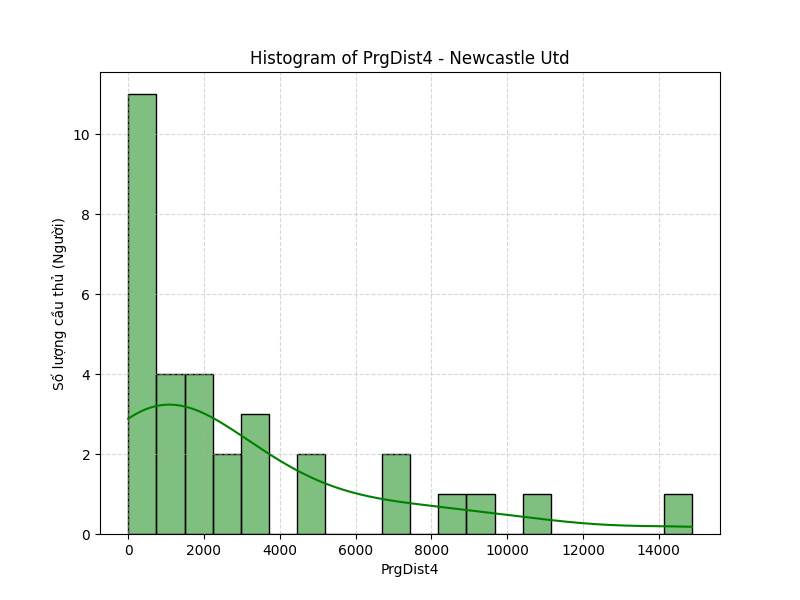 Histogram of PrgDist4 - Newcastle Utd
Số lượng cầu thủ (Người)
10
8
6
4
2
0
0 2000 4000 6000 8000 10000 12000 14000
PrgDist4